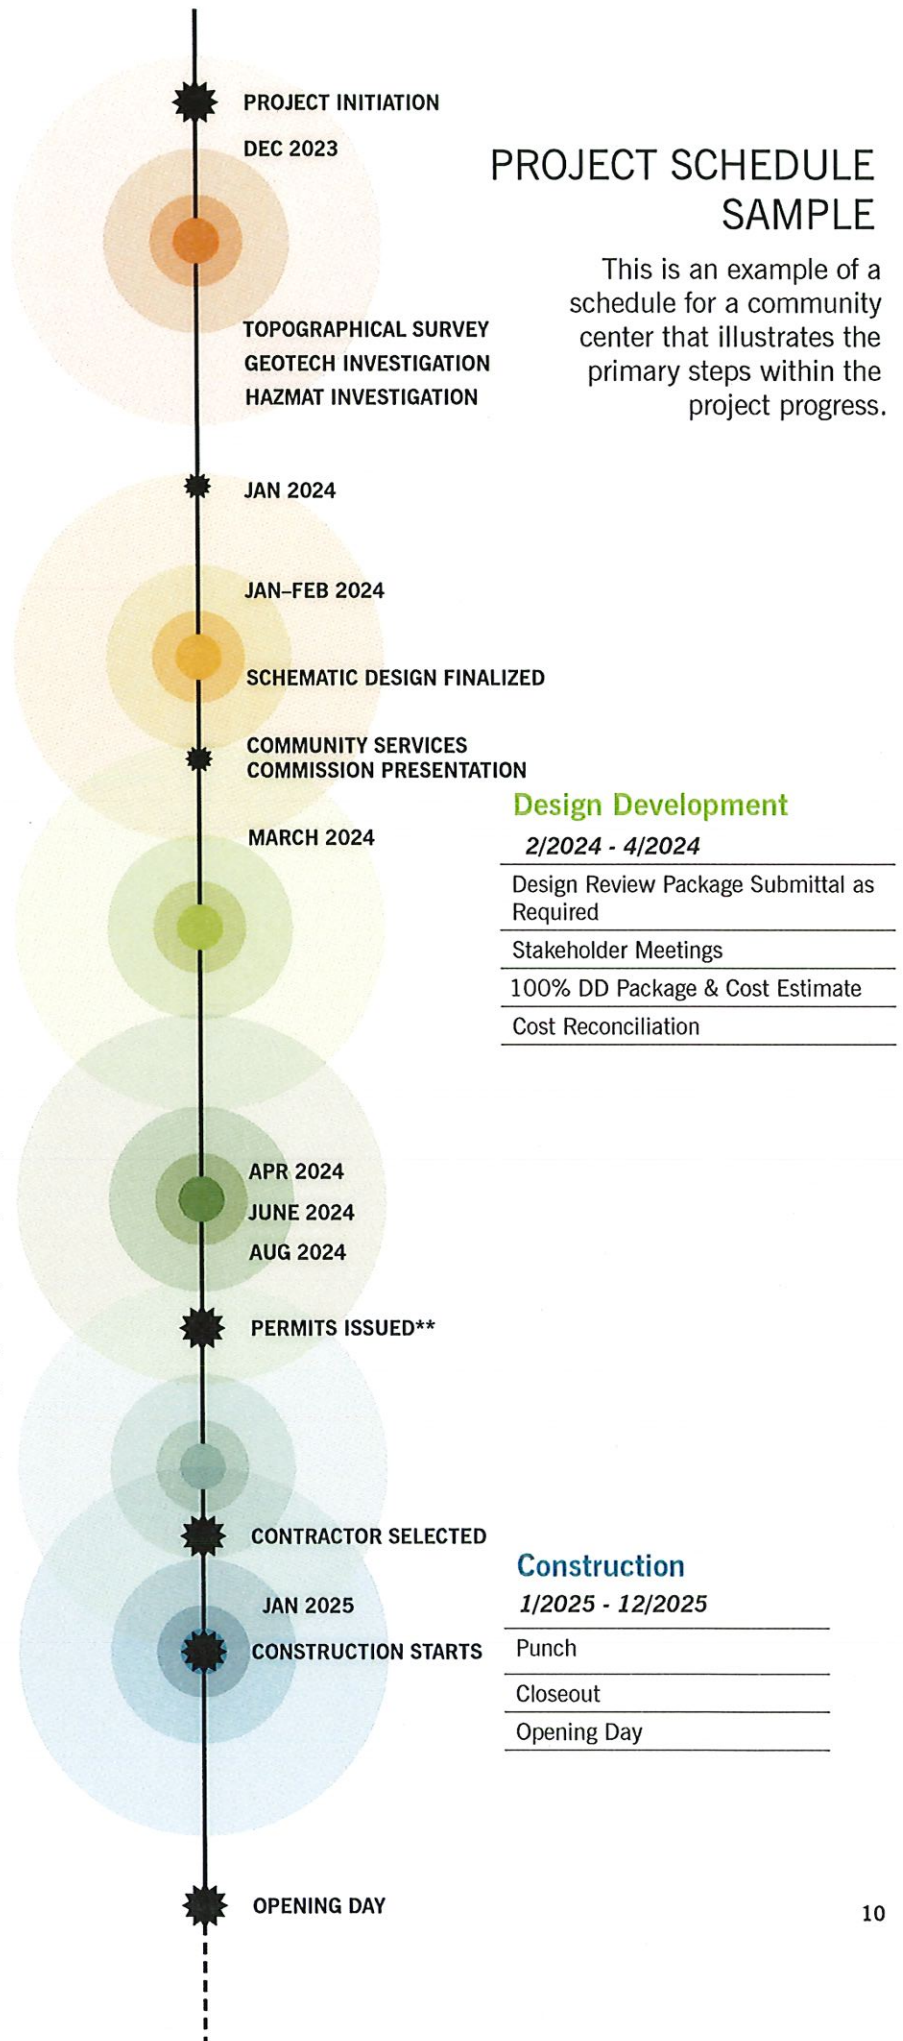 PROJECT INITIATION
DEC 2023
PROJECT SCHEDULE
SAMPLE
This is an example of a
schedule for a community
center that illustrates the
primary steps within the
project progress.
TOPOGRAPHICAL SURVEY
GEOTECH INVESTIGATION
HAZMAT INVESTIGATION
JAN 2024
JAN–FEB 2024
SCHEMATIC DESIGN FINALIZED
COMMUNITY SERVICES
COMMISSION PRESENTATION
MARCH 2024
Design Development
2/2024 - 4/2024
Design Review Package Submittal as
Required
Stakeholder Meetings
100% DD Package & Cost Estimate
Cost Reconciliation
APR 2024
JUNE 2024
AUG 2024
PERMITS ISSUED**
CONTRACTOR SELECTED
JAN 2025
CONSTRUCTION STARTS
Construction
1/2025 - 12/2025
Punch
Closeout
Opening Day
OPENING DAY
10